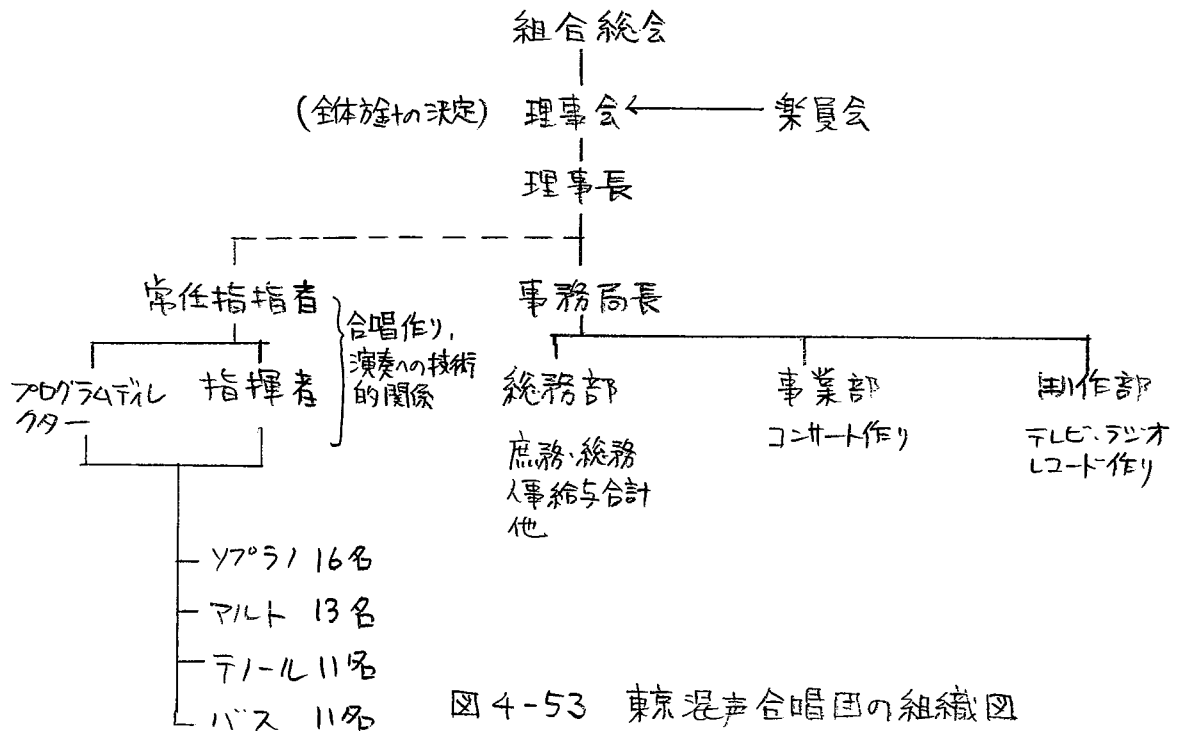 組合総会
(全体方針の決定) 理事会 楽員会
理事長
常任指指者 事務局長
合唱作り,
演奏への技術
的関係
プログラムディレ
クター
指揮者 総務部 事業部 制作部
コンサート作り
テレビ・ラジオ
レコード作り
庶務・総務
人事給与合計
他
ソプラノ 16名
アルト 13名
テノール 11名
バス 11名
図4-53 東京混声合唱団の組織図